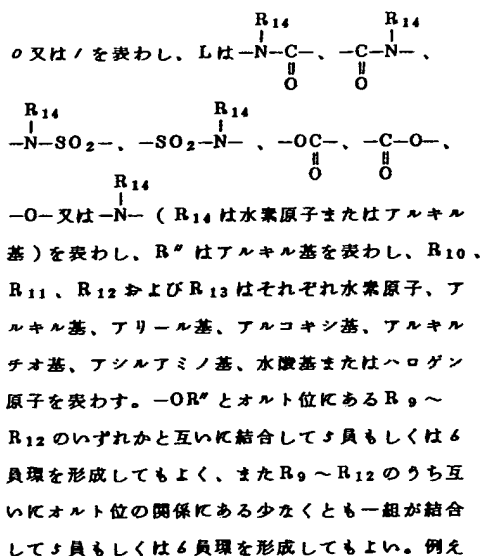 R14 R14
0又は1を表わし、Lは−N−C−、−C−N−、
O O
R14 R14
−N−SO2−、−SO2−N−、−OC−、−C−O−、
O O
R14
−O−又は−N−(R14は水素原子またはアルキル
基)を表わし、R″はアルキル基を表わし、R10、
R11、R12およびR13はそれぞれ水素原子、ア
ルキル基、アリール基、アルコキシ基、アルキル
チオ基、アシルアミノ基、水酸基またはハロゲン
原子を表わす。−OR″とオルト位にあるR9〜
R12のいずれかと互いに結合して5員もしくは6
員環を形成してもよく、またR9〜R12のうち互
いにオルト位の関係にある少なくとも一組が結合
して5員もしくは6員環を形成してもよい。例え